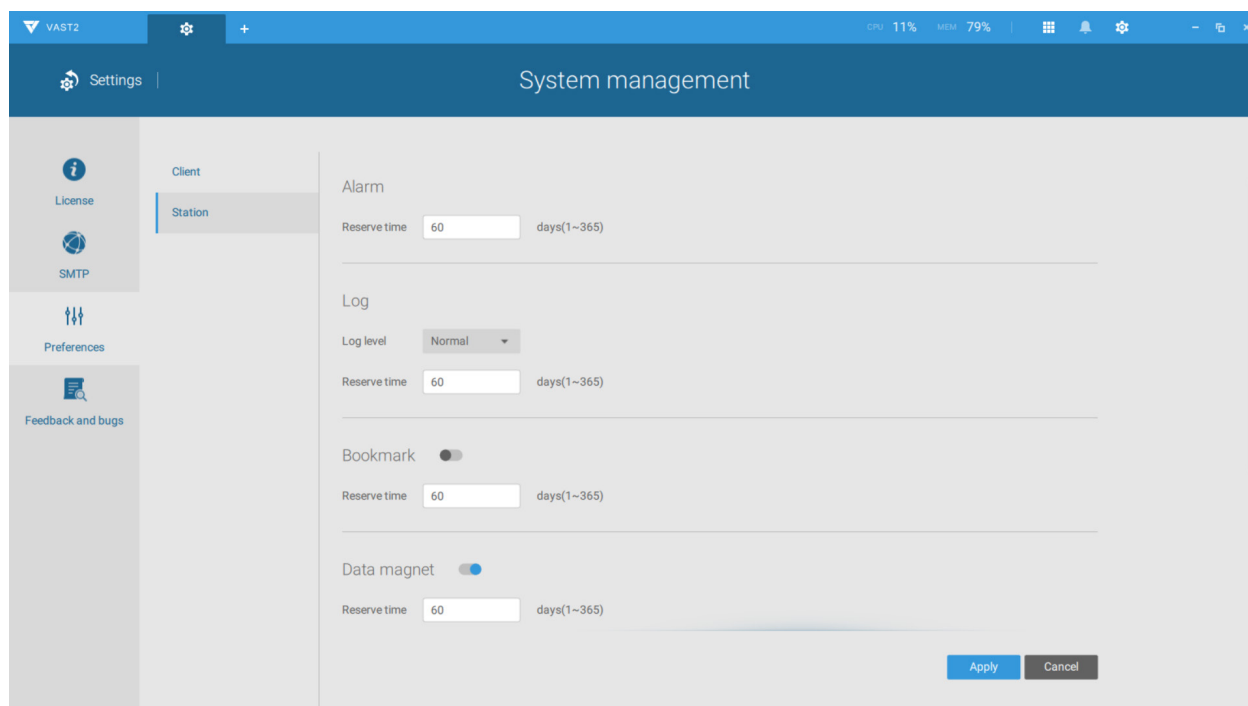 VAST2
+
CPU 11% MEM 79%
Settings
System management
License
SMTP
Preferences
Feedback and bugs
Client
Station
Alarm
Reserve time 60 days(1~365)
Log
Log level Normal
Reserve time 60 days(1~365)
Bookmark
Reserve time 60 days(1~365)
Data magnet
Reserve time 60 days(1~365)
Apply Cancel